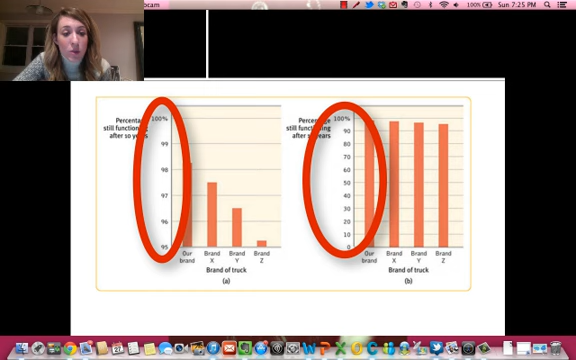 ocam
100%
Sun 7:25 PM
Percentage
still functioning
after 10 years
100%
99
98
97
96
95
Our
brand
Brand
X
Brand
Y
Brand
Z
Brand of truck
(a)
Percentage
still functioning
after 10 years
100%
90
80
70
60
50
40
30
20
10
0
Our
brand
Brand
X
Brand
Y
Brand
Z
Brand of truck
(b)